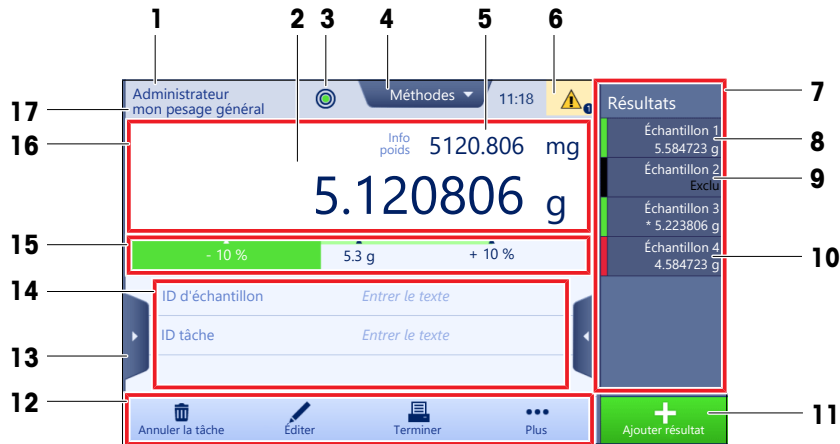 1 2 3 4 5 6
Administrateur
mon pesage général
Méthodes
11:18
1
17
16
Info
poids
5120.806 mg
5.120806 g
15
- 10 % 5.3 g + 10 %
14
ID d'échantillon Entrer le texte
ID tâche Entrer le texte
13
12
Annuler la tâche Éditer Terminer Plus
7
Résultats
Échantillon 1
5.584723 g
8
Échantillon 2
Exclu
9
Échantillon 3
* 5.223806 g
Échantillon 4
4.584723 g
10
Ajouter résultat
11